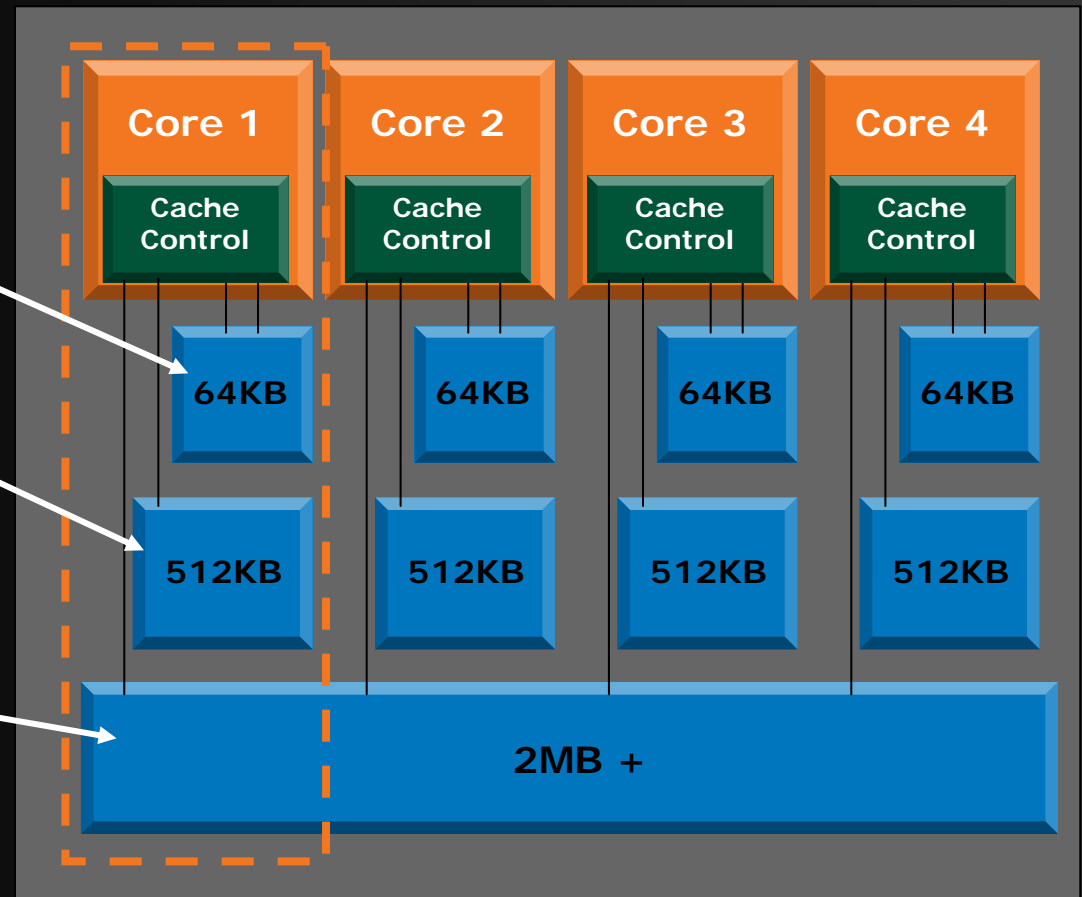 Core 1
Core 2
Core 3
Core 4
Cache
Control
Cache
Control
Cache
Control
Cache
Control
64KB
64KB
64KB
64KB
512KB
512KB
512KB
512KB
2MB +